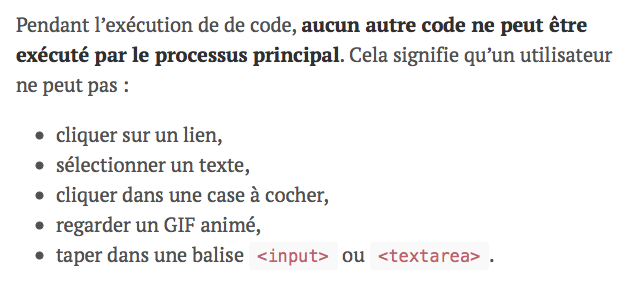 Pendant l’exécution de de code, aucun autre code ne peut être
exécuté par le processus principal. Cela signifie qu’un utilisateur
ne peut pas :
• cliquer sur un lien,
• sélectionner un texte,
• cliquer dans une case à cocher,
• regarder un GIF animé,
• taper dans une balise <input> ou <textarea>.